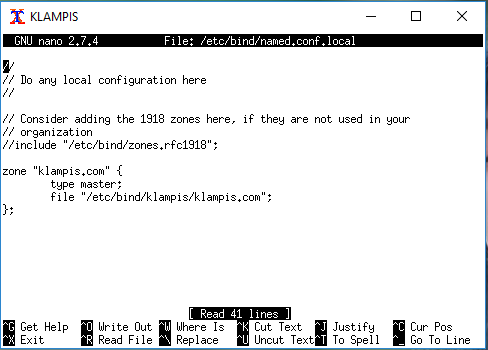 KLAMPIS
GNU nano 2.7.4 File: /etc/bind/named.conf.local
//
// Do any local configuration here
//
// Consider adding the 1918 zones here, if they are not used in your
// organization
//include "/etc/bind/zones.rfc1918";
zone "klampis.com" {
type master;
file "/etc/bind/klampis/klampis.com";
};
[ Read 41 lines ]
^G Get Help ^O Write Out ^W Where Is ^K Cut Text ^J Justify ^C Cur Pos
^X Exit ^R Read File ^\ Replace ^U Uncut Text ^T To Spell ^_ Go To Line